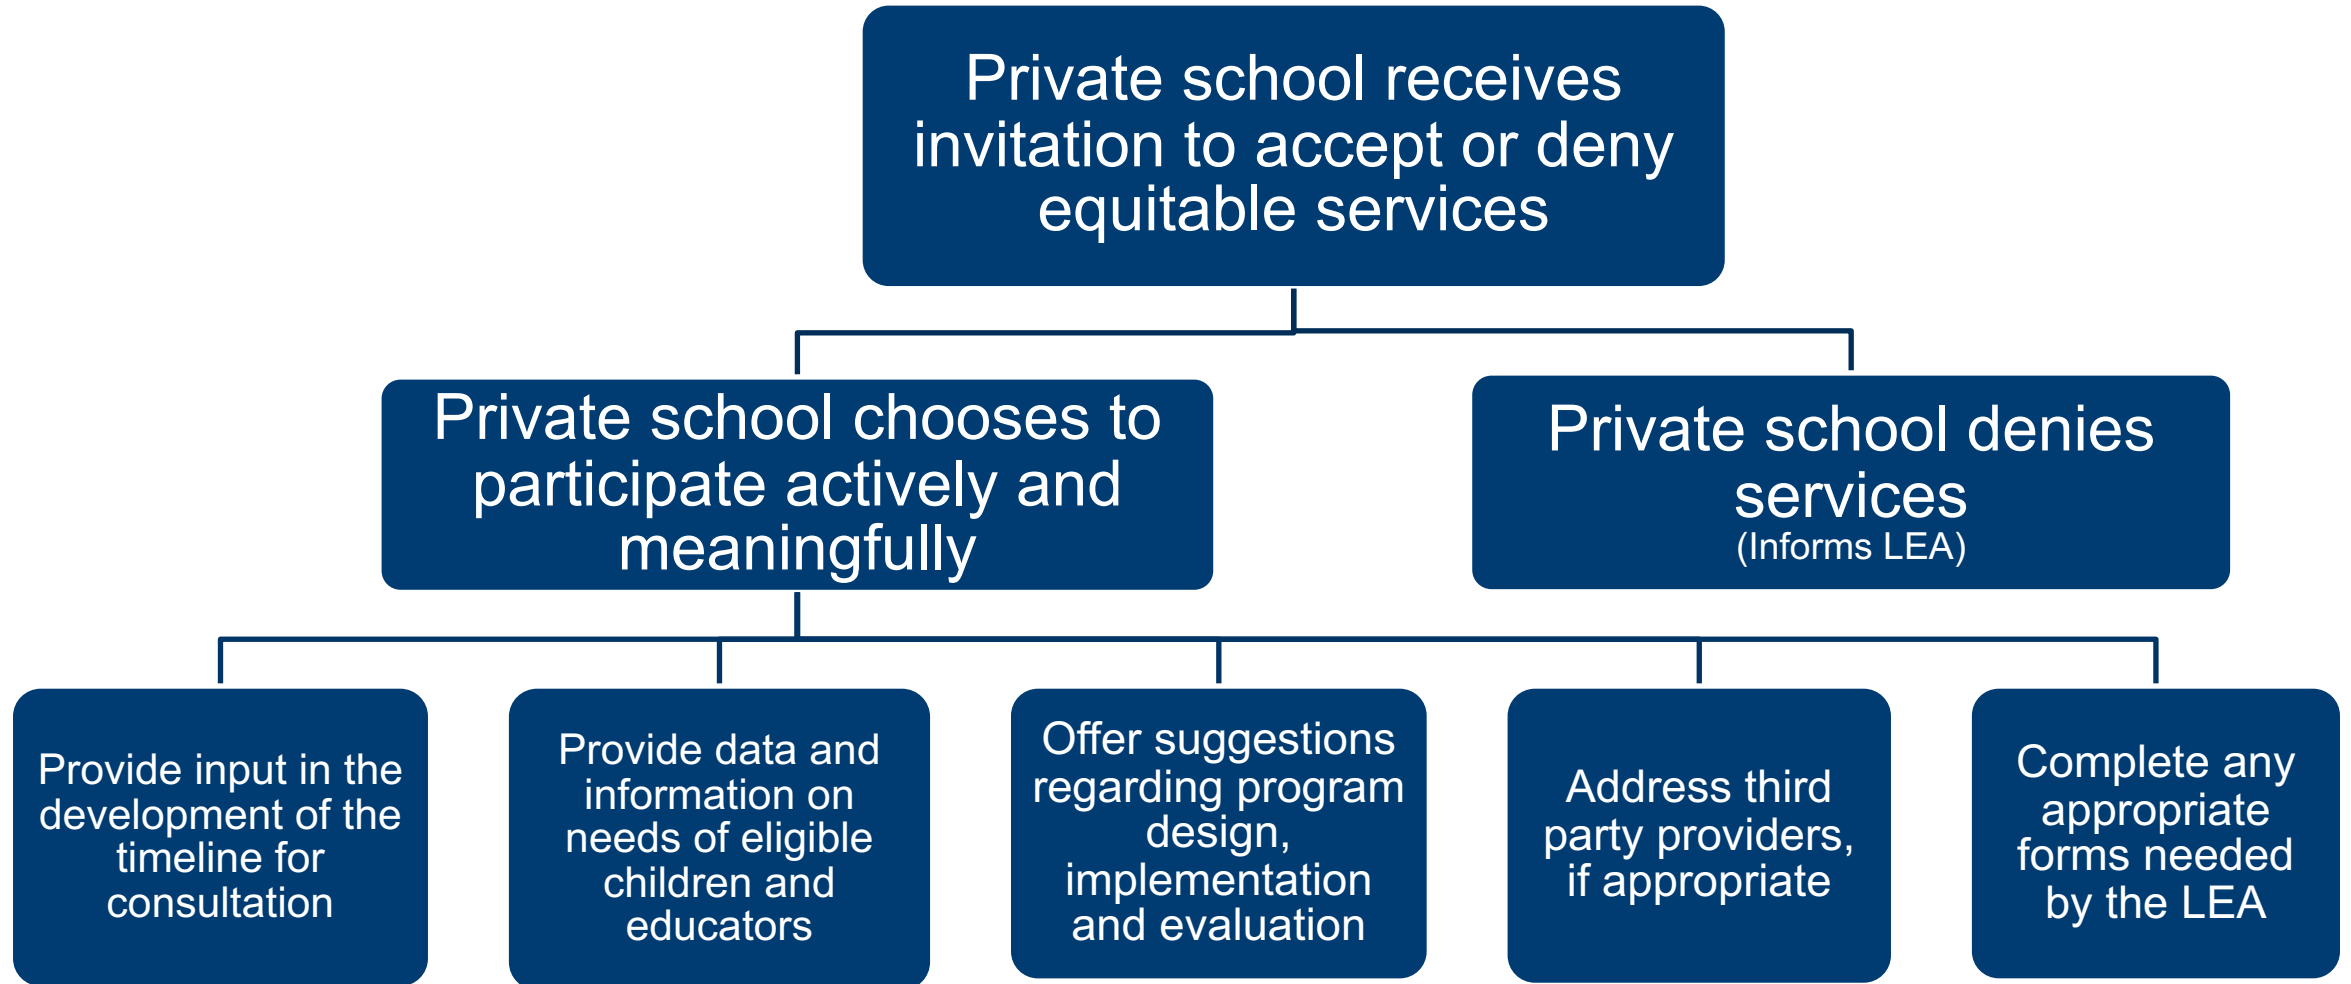 Private school receives
invitation to accept or deny
equitable services
Private school chooses to
participate actively and
meaningfully
Private school denies
services
(Informs LEA)
Provide input in the
development of the
timeline for
consultation
Provide data and
information on
needs of eligible
children and
educators
Offer suggestions
regarding program
design,
implementation
and evaluation
Address third
party providers,
if appropriate
Complete any
appropriate
forms needed
by the LEA